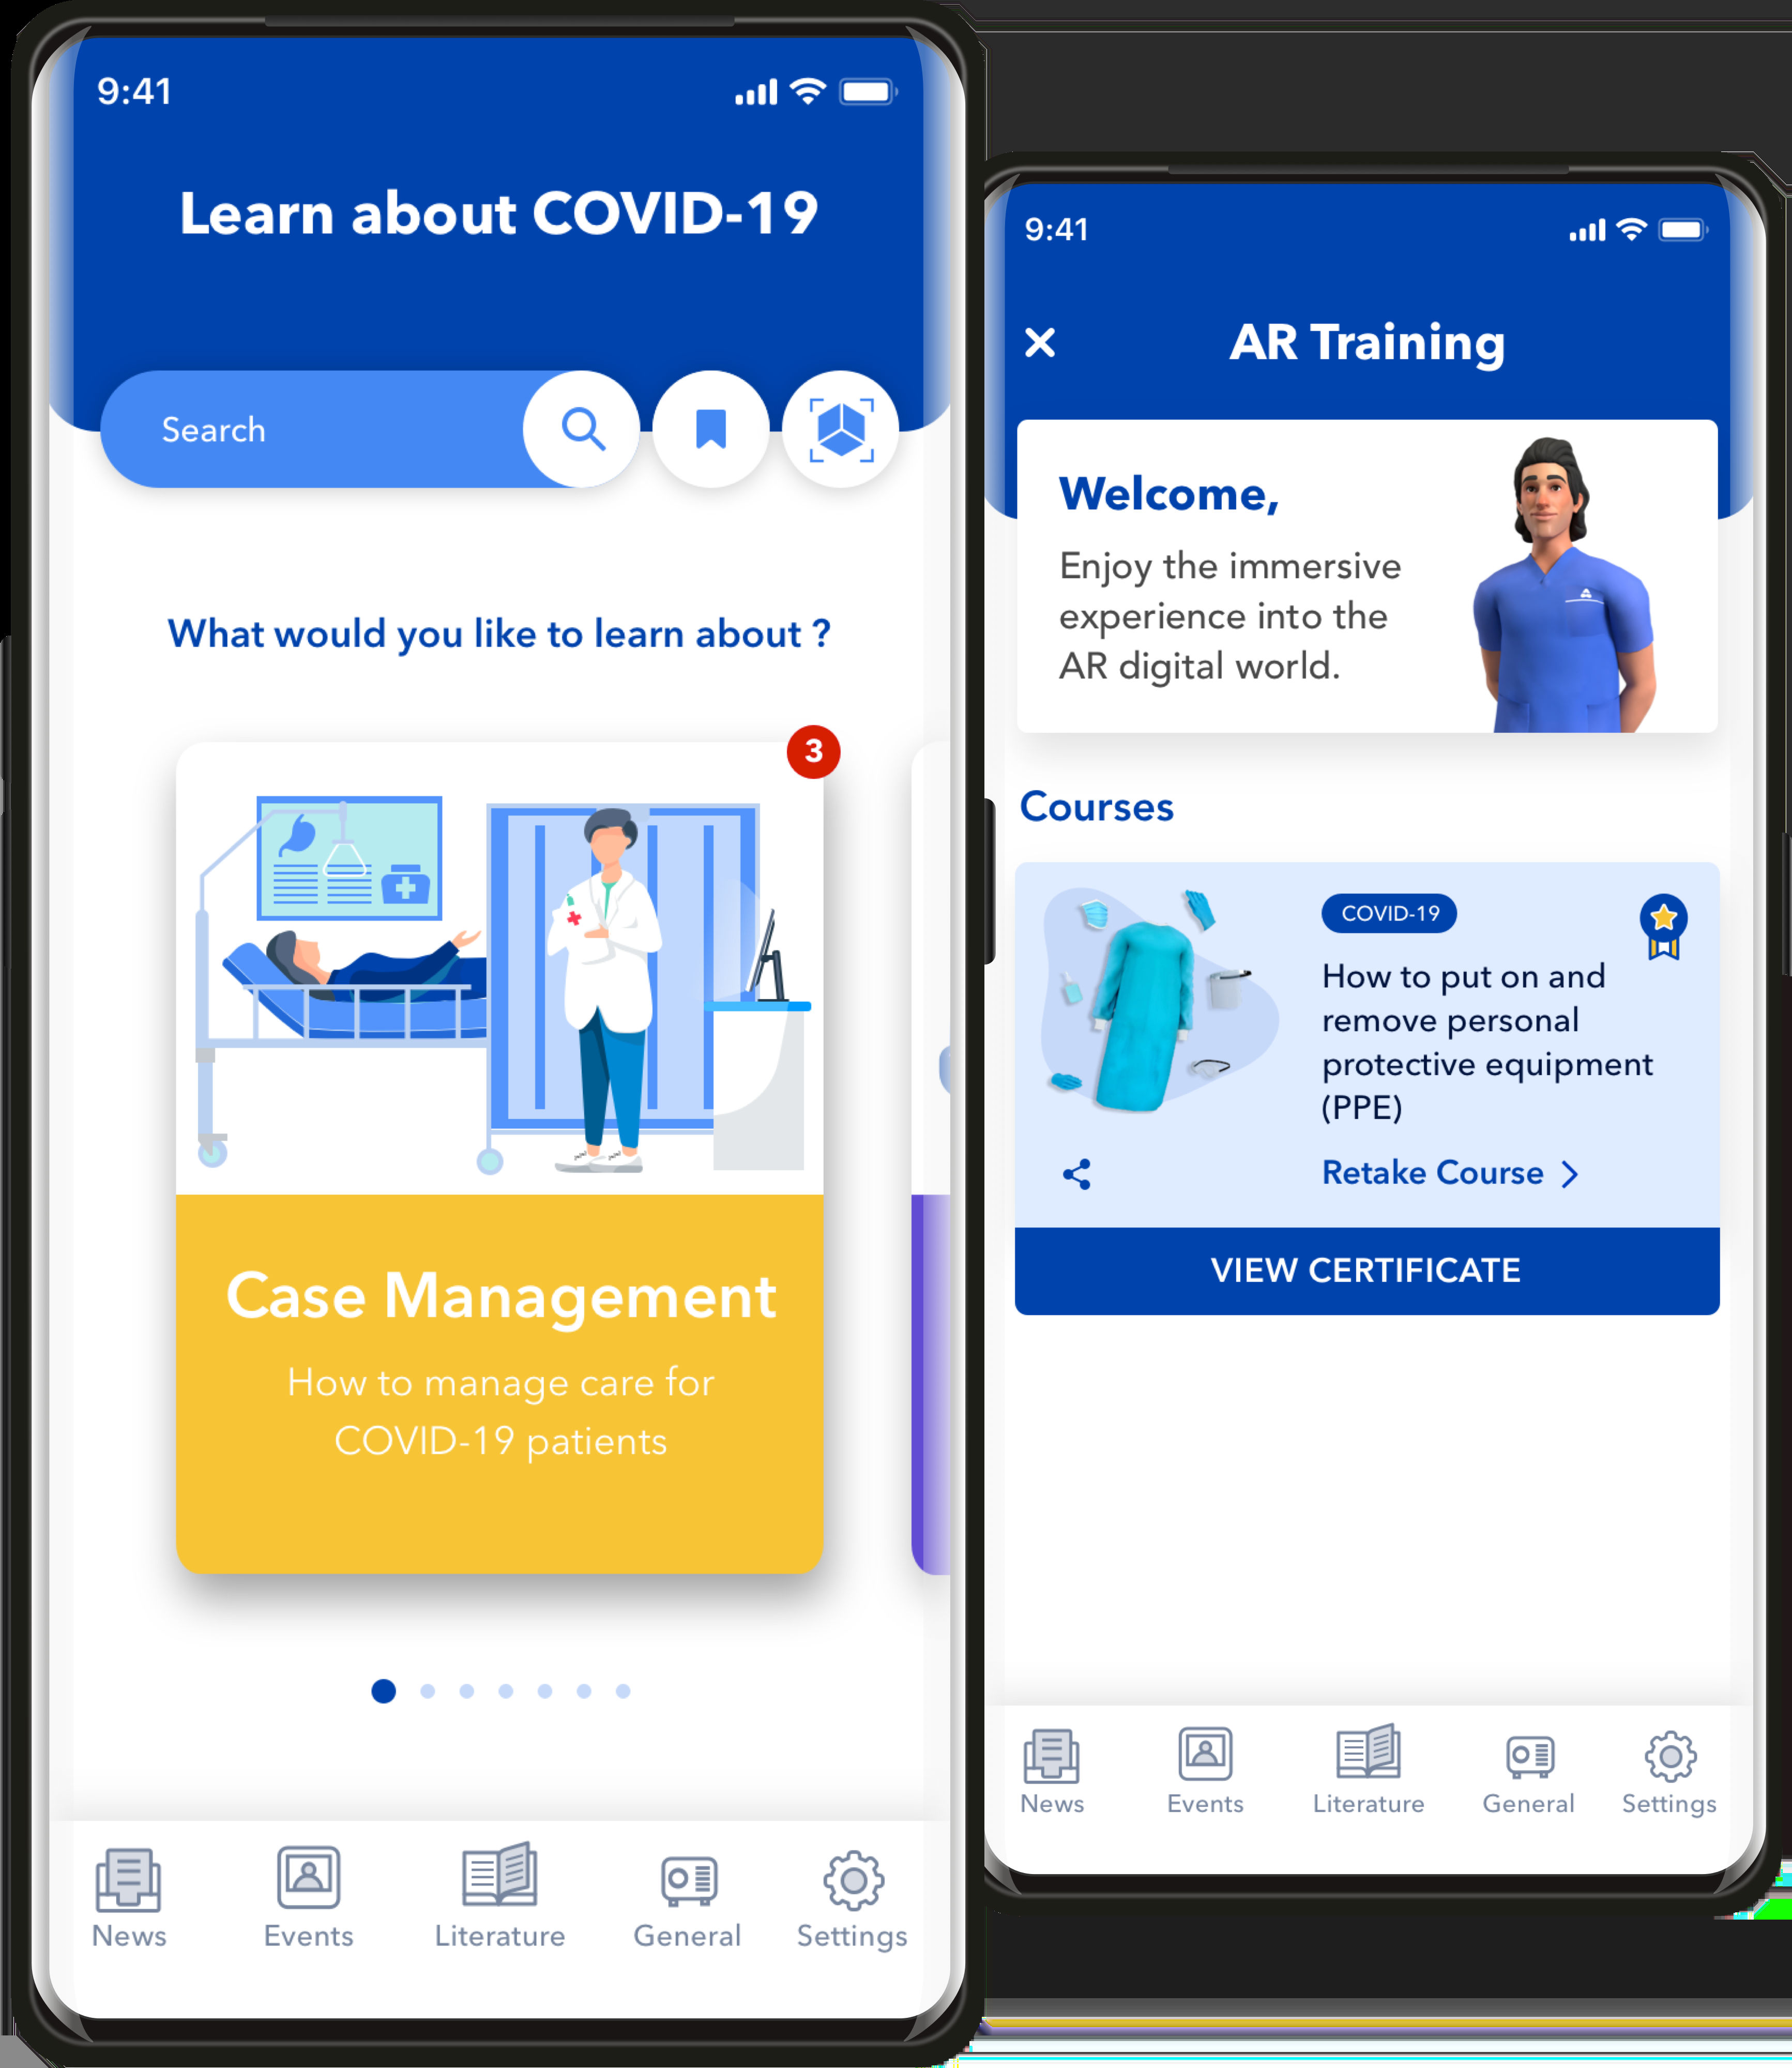 9:41
Learn about COVID-19
Search
What would you like to learn about ?
3
Case Management
How to manage care for
COVID-19 patients
News
Events
Literature
General
Settings
9:41
AR Training
Welcome,
Enjoy the immersive
experience into the
AR digital world.
Courses
COVID-19
How to put on and
remove personal
protective equipment
(PPE)
Retake Course
VIEW CERTIFICATE
News
Events
Literature
General
Settings